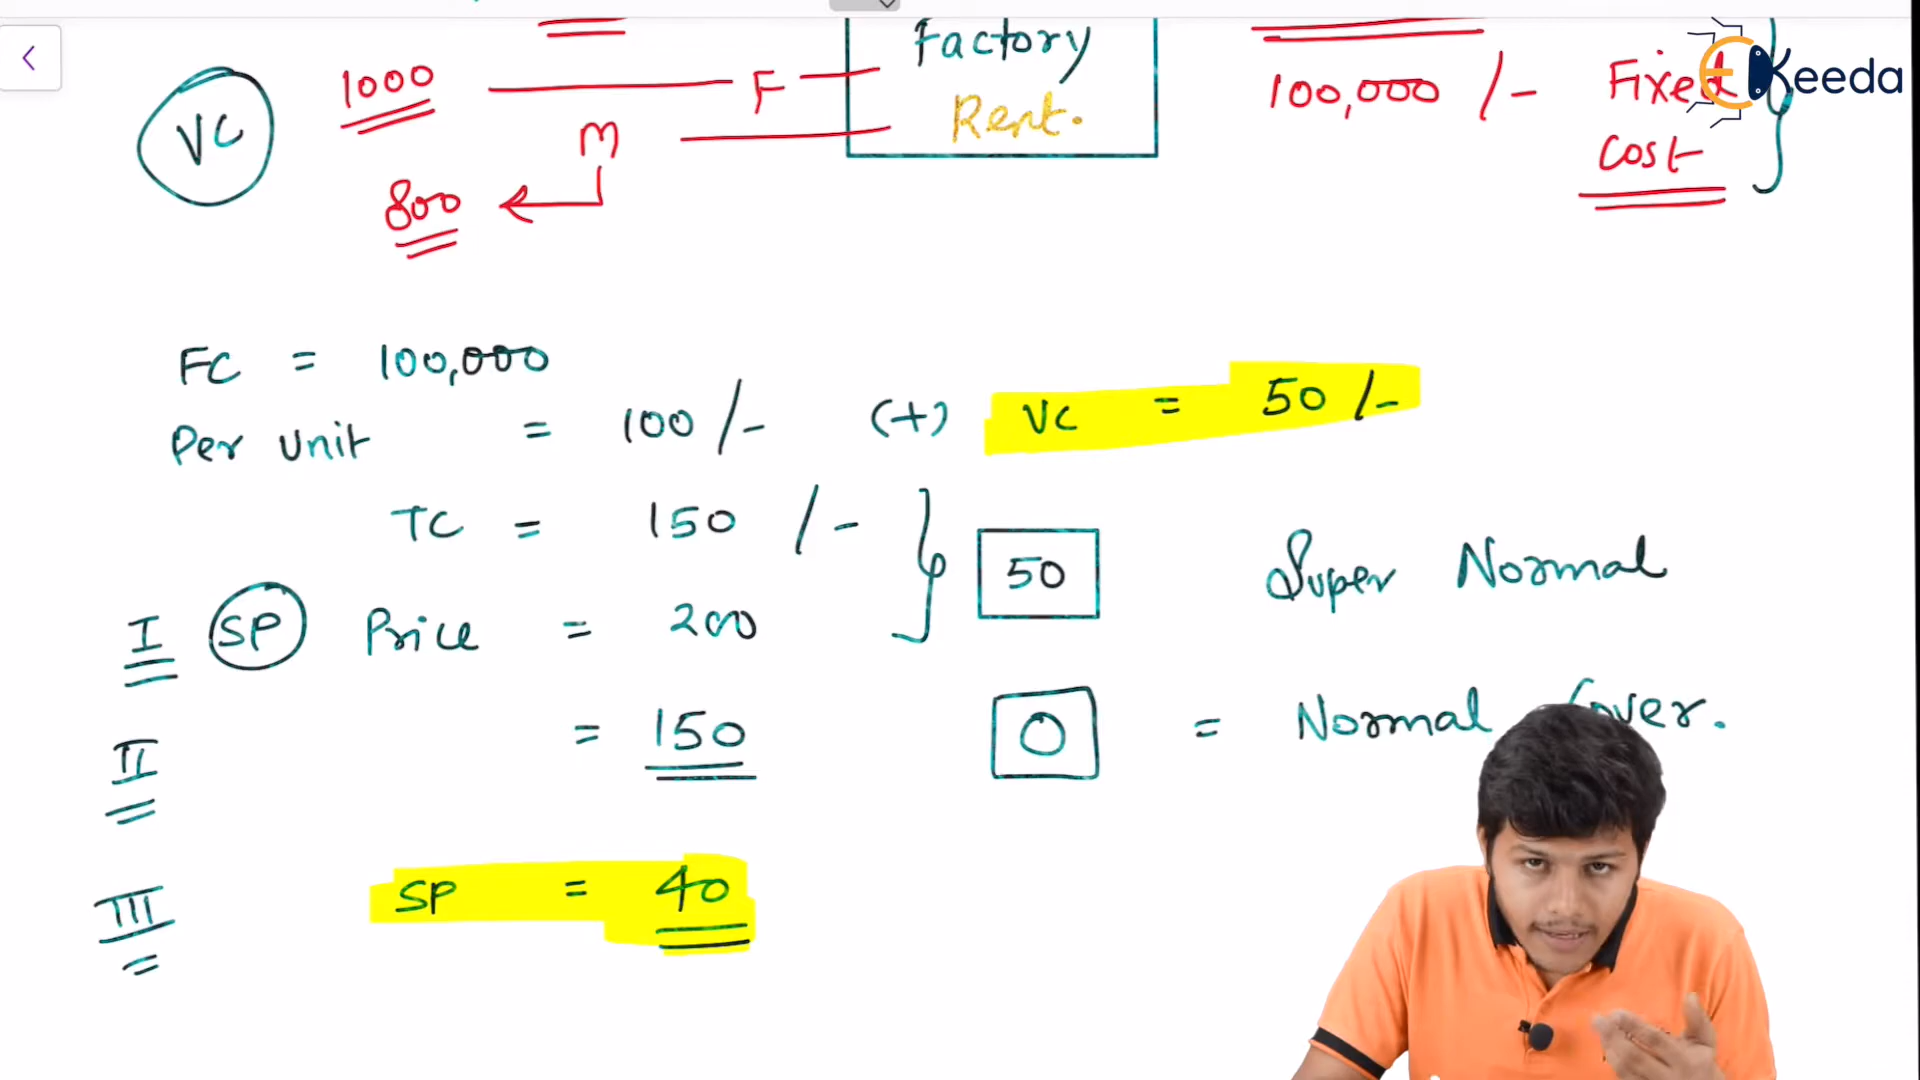 Factory
1000 F 100,000 /- Fixed Keeda
VC M Rent. Cost
800
FC = 100,000
Per Unit = 100 /- (+) VC = 50 /-
TC = 150 /- 50 Super Normal
I SP Price = 200
II = 150 0 = Normal Cover.
III SP = 40